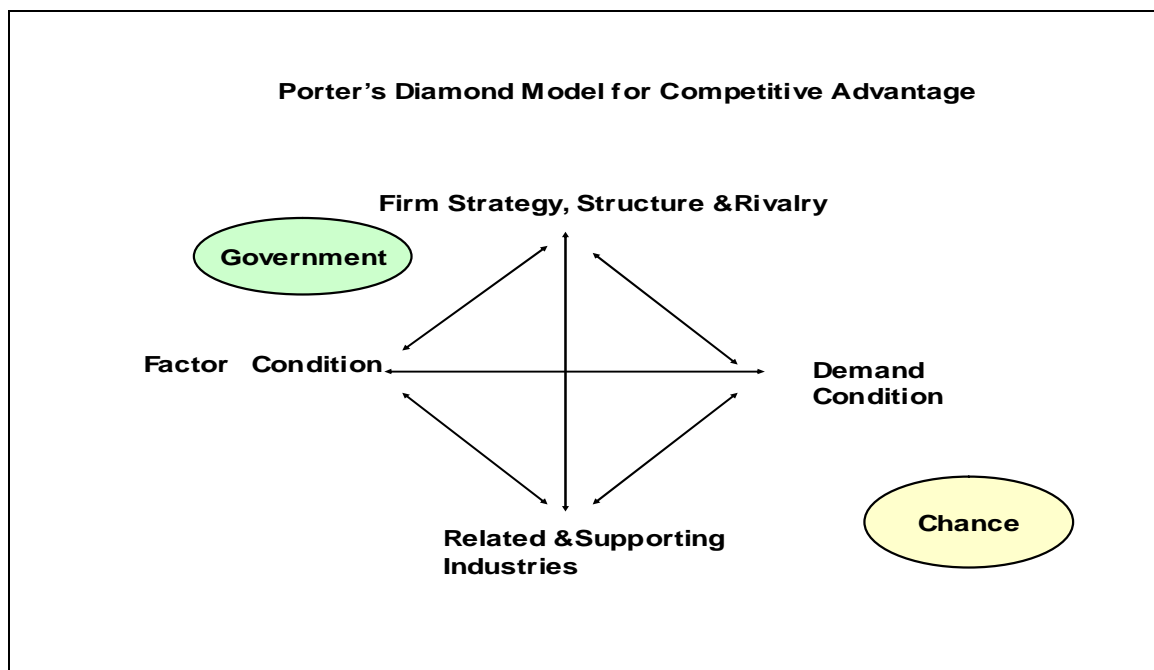 Porter's Diamond Model for Competitive Advantage
Firm Strategy, Structure &Rivalry
Government
Factor Condition
Demand
Condition
Chance
Related &Supporting
Industries